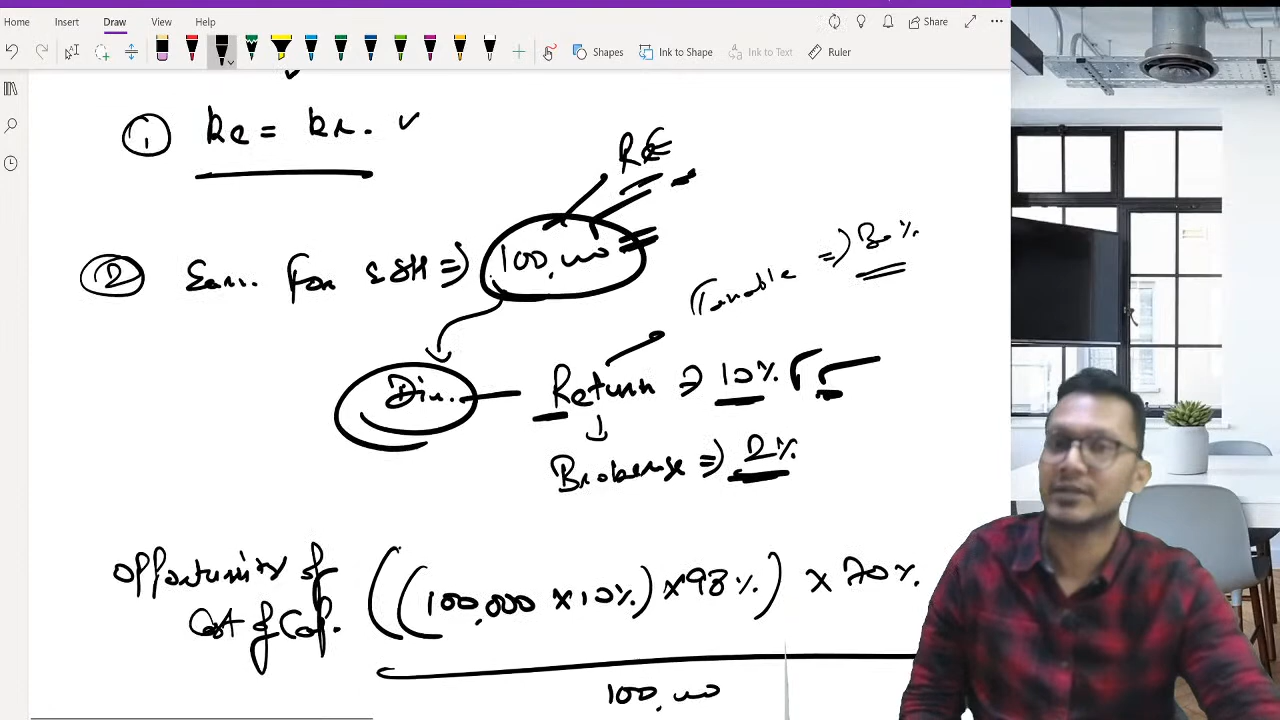 Home Insert Draw View Help Share
Shapes Ink to Shape Ink to Text Ruler
① ke = kr.
RE
② Earn. For ESH ⇒ 100,000
Taxable ⇒ 30%
Div. Return ⇒ 10%
Brokerage ⇒ 2%
Opportunity of ((100,000 × 10%) × 98%) × 70%
Cost of Cap.
100,000